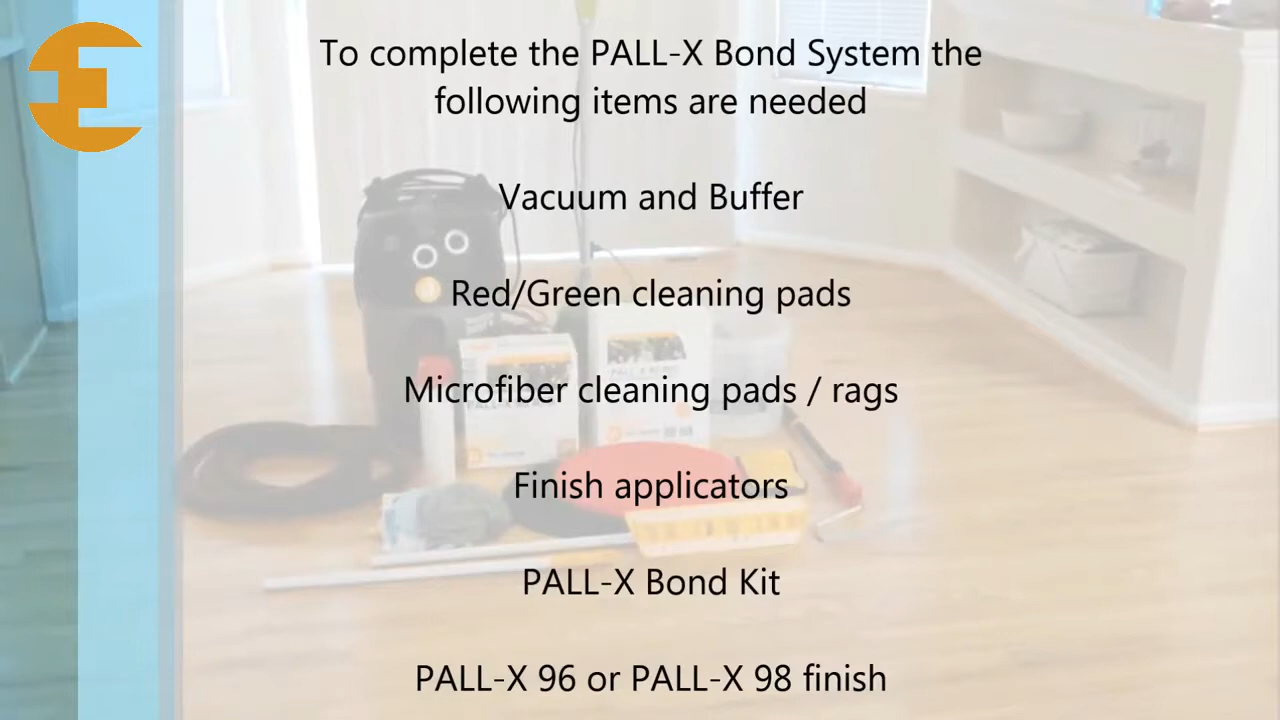 To complete the PALL-X Bond System the
following items are needed
Vacuum and Buffer
Red/Green cleaning pads
Microfiber cleaning pads / rags
Finish applicators
PALL-X Bond Kit
PALL-X 96 or PALL-X 98 finish